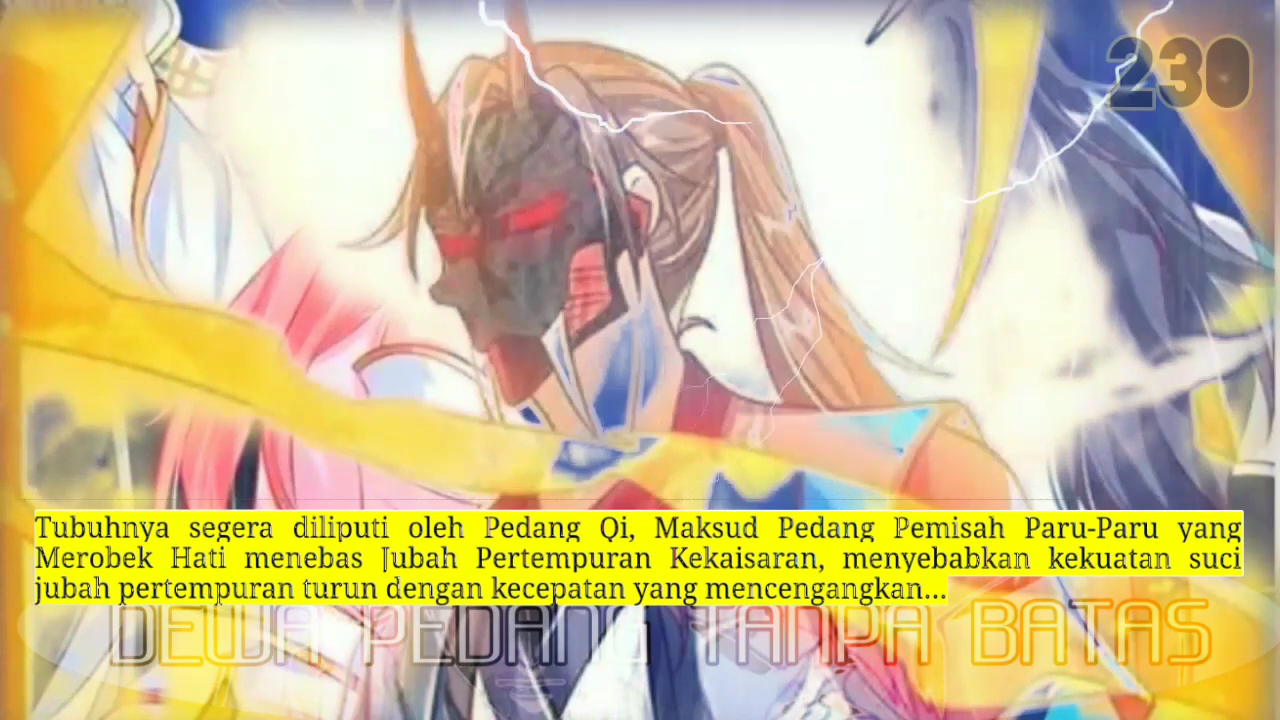 230
Tubuhnya segera diliputi oleh Pedang Qi, Maksud Pedang Pemisah Paru-Paru yang
Merobek Hati menebas Jubah Pertempuran Kekaisaran, menyebabkan kekuatan suci
jubah pertempuran turun dengan kecepatan yang mencengangkan...
DEWA PEDANG TANPA BATAS